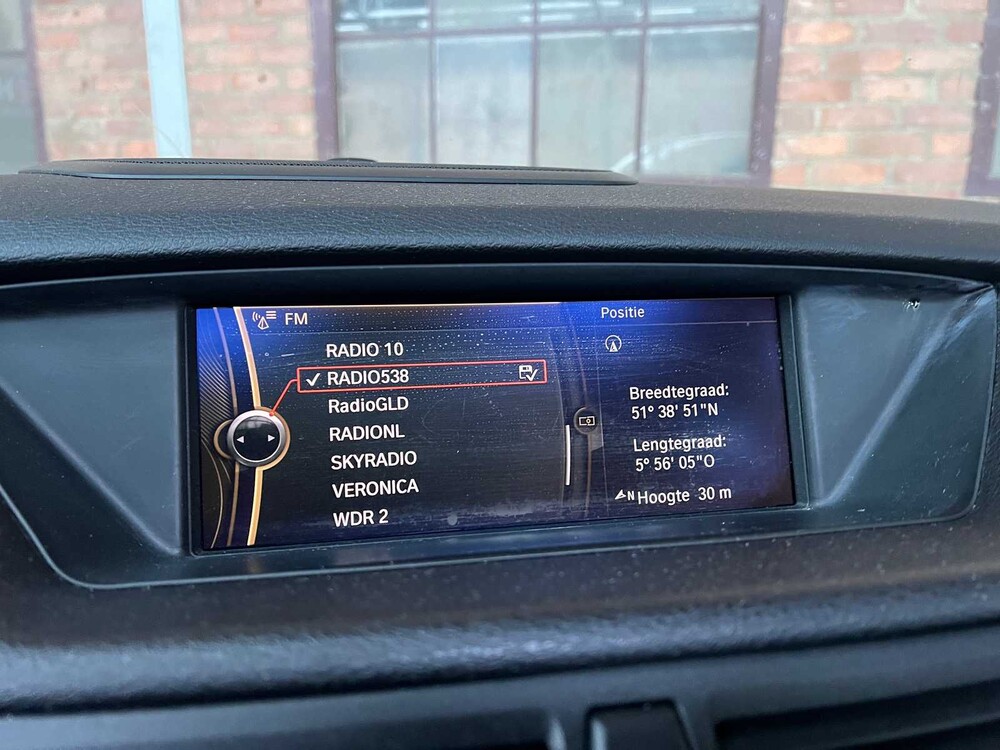 FM
RADIO 10
RADIO538
RadioGLD
RADIONL
SKYRADIO
VERONICA
WDR 2
Positie
Breedtegraad:
51° 38' 51"N
Lengtegraad:
5° 56' 05"O
N Hoogte 30 m